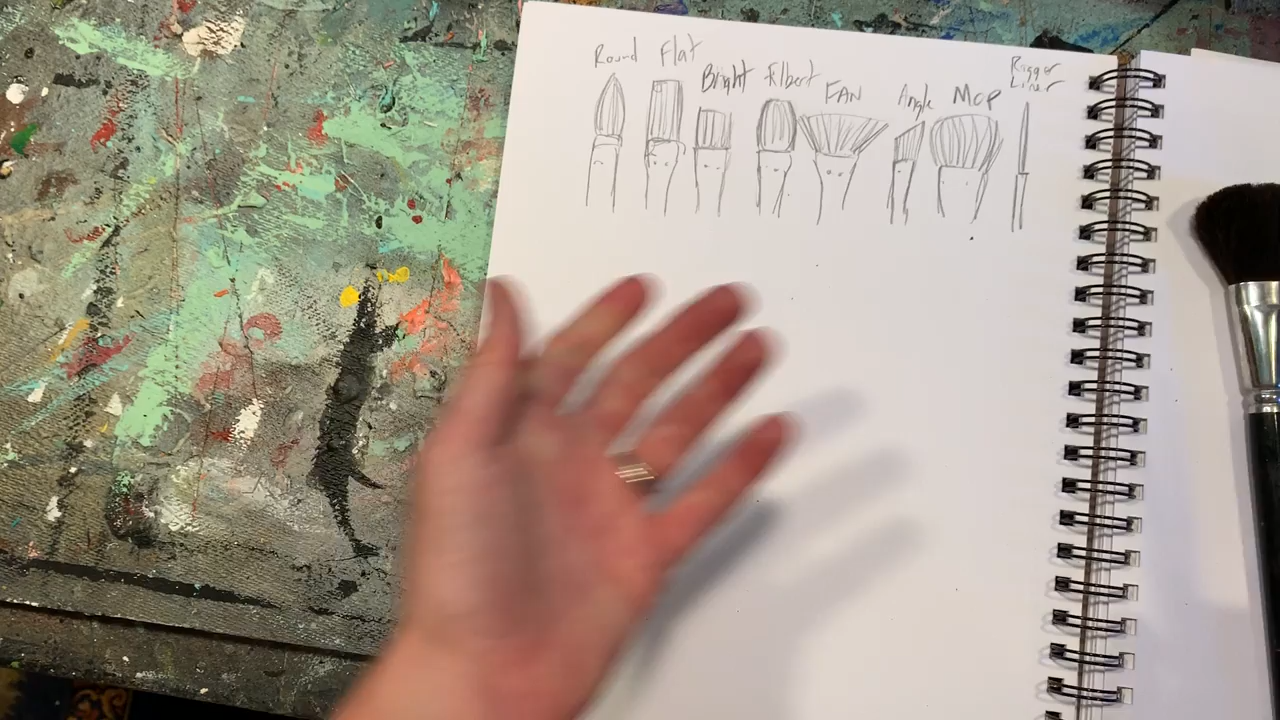 Round
Flat
Bright
Filbert
FAN
Angle
MOP
Rigger
Liner